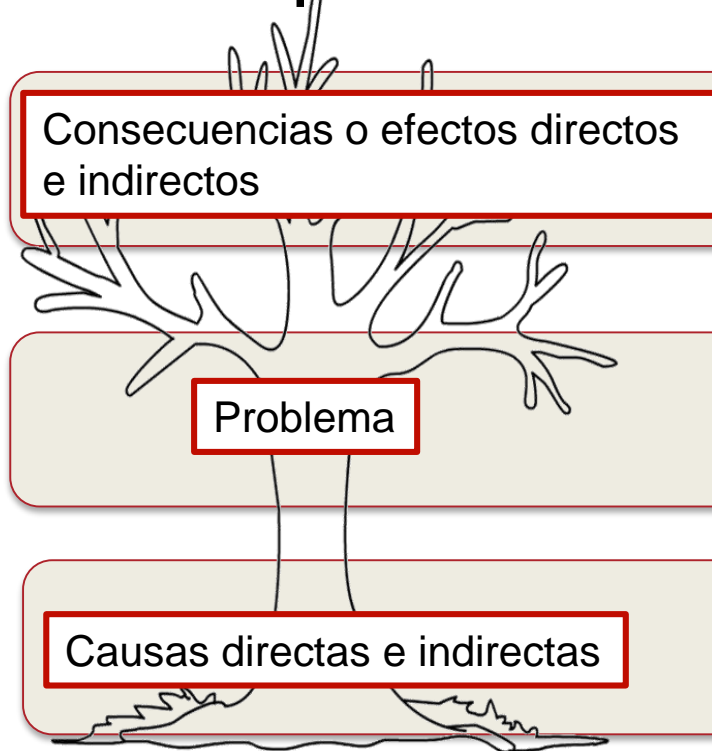 Consecuencias o efectos directos
e indirectos
Problema
Causas directas e indirectas